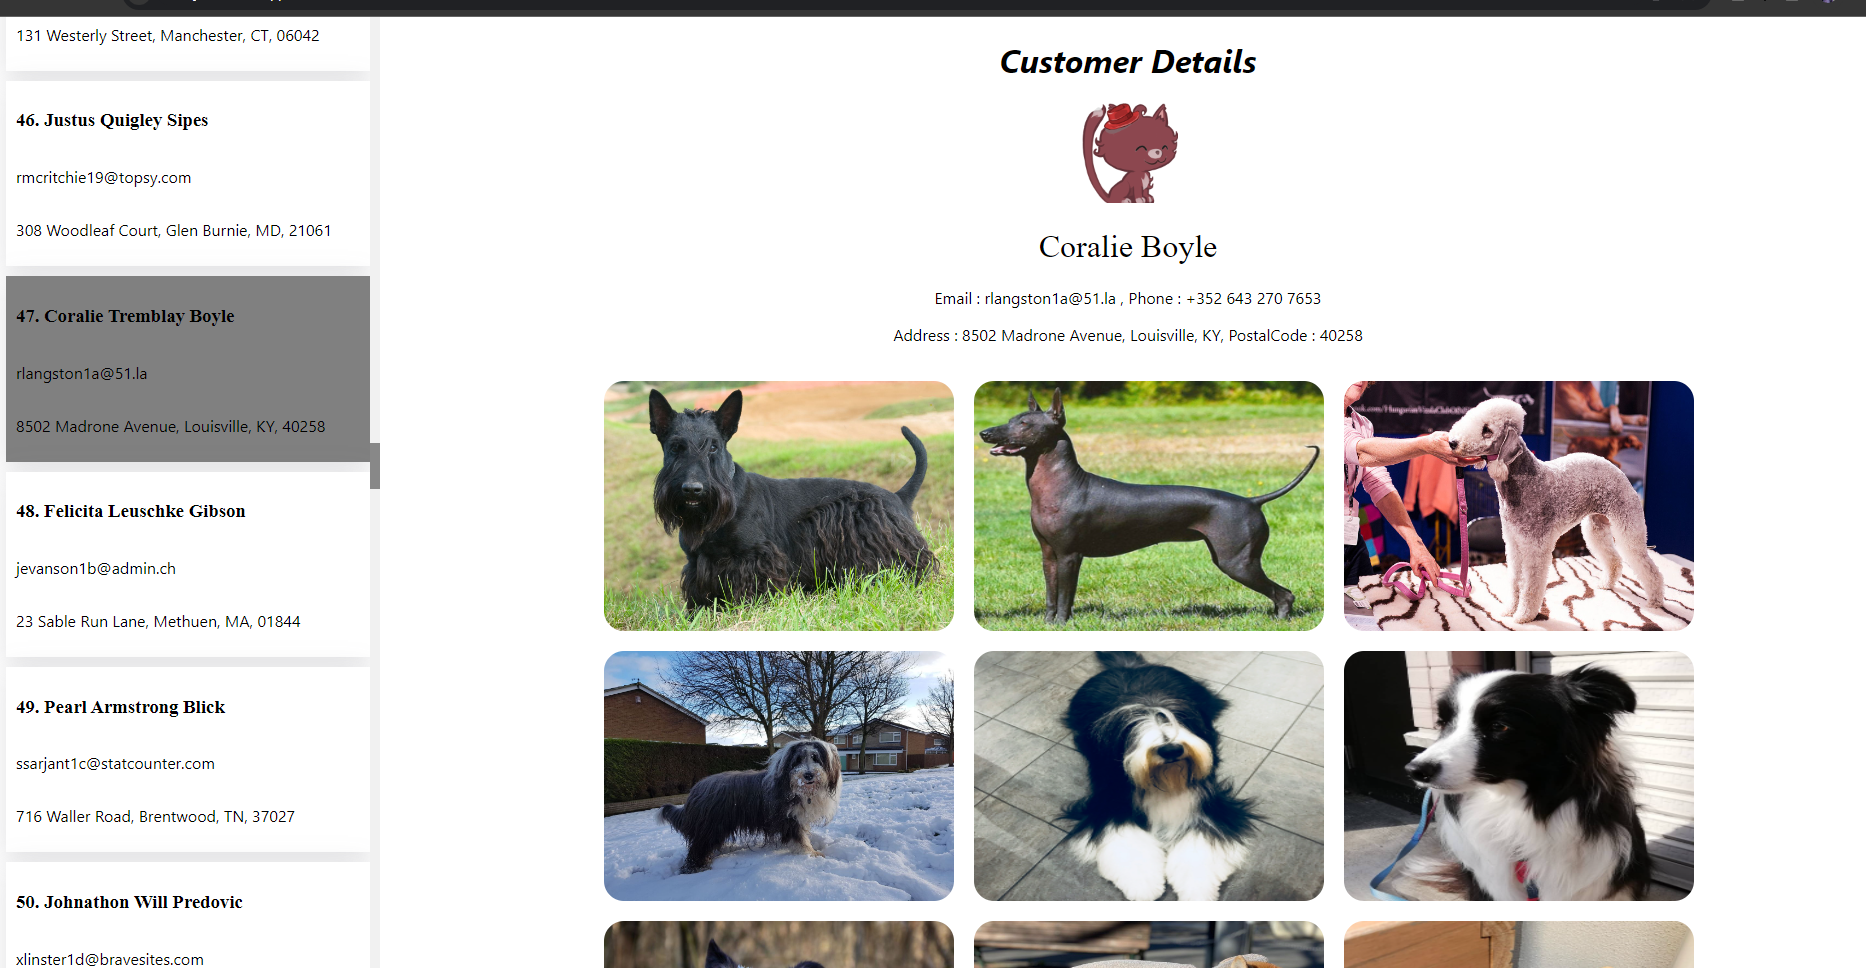 131 Westerly Street, Manchester, CT, 06042
46. Justus Quigley Sipes
rmcritchie19@topsy.com
308 Woodleaf Court, Glen Burnie, MD, 21061
47. Coralie Tremblay Boyle
rlangston1a@51.la
8502 Madrone Avenue, Louisville, KY, 40258
48. Felicita Leuschke Gibson
jevanson1b@admin.ch
23 Sable Run Lane, Methuen, MA, 01844
49. Pearl Armstrong Blick
ssarjant1c@statcounter.com
716 Waller Road, Brentwood, TN, 37027
50. Johnathon Will Predovic
xlinster1d@bravesites.com
Customer Details
Coralie Boyle
Email : rlangston1a@51.la , Phone : +352 643 270 7653
Address : 8502 Madrone Avenue, Louisville, KY, PostalCode : 40258